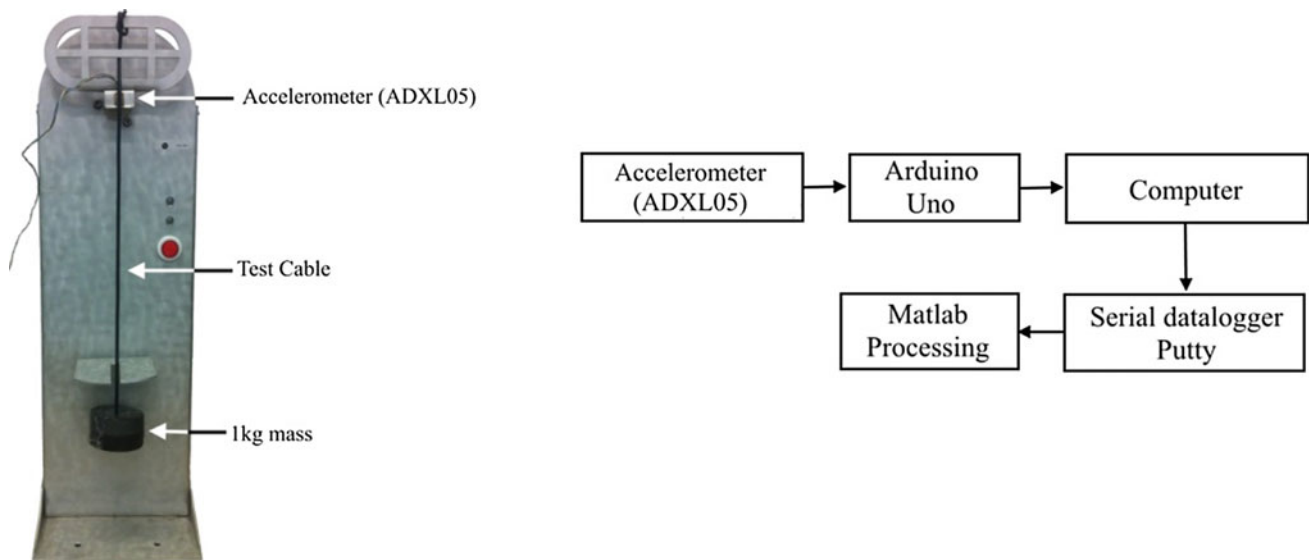 Accelerometer (ADXL05)
Test Cable
1kg mass
Accelerometer
(ADXL05)
Arduino
Uno
Computer
Serial datalogger
Putty
Matlab
Processing